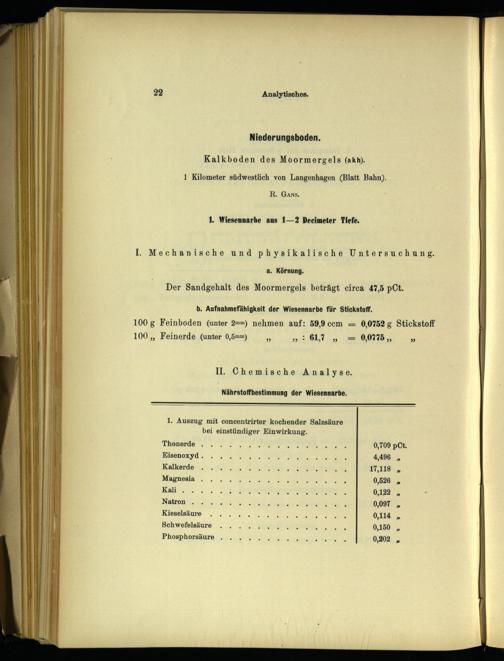 22
Analytisches.
Niederungsboden.
Kalkboden des Moormergels (akh).
1 Kilometer südwestlich von Langenhagen (Blatt Bahn).
R. Gans.
1. Wiesennarbe aus 1—2 Decimeter Tiefe.
I. Mechanische und physikalische Untersuchung.
a. Körnung.
Der Sandgehalt des Moormergels beträgt circa 47,5 pCt.
b. Aufnahmefähigkeit der Wiesennarbe für Stickstoff.
100 g Feinboden (unter 2mm) nehmen auf: 59,9 ccm = 0,0752 g Stickstoff
100 „ Feinerde (unter 0,5mm) „ „ : 61,7 „ = 0,0775 „ „
II. Chemische Analyse.
Nährstoffbestimmung der Wiesennarbe.
1. Auszug mit concentrirter kochender Salzsäure
bei einstündiger Einwirkung.
Thonerde . . . . . . . . . . . . . . . . 0,709 pCt.
Eisenoxyd . . . . . . . . . . . . . . . . 4,496 „
Kalkerde . . . . . . . . . . . . . . . . 17,118 „
Magnesia . . . . . . . . . . . . . . . . 0,526 „
Kali . . . . . . . . . . . . . . . . . . 0,122 „
Natron . . . . . . . . . . . . . . . . . 0,097 „
Kieselsäure . . . . . . . . . . . . . . . 0,114 „
Schwefelsäure . . . . . . . . . . . . . . 0,150 „
Phosphorsäure . . . . . . . . . . . . . . 0,202 „